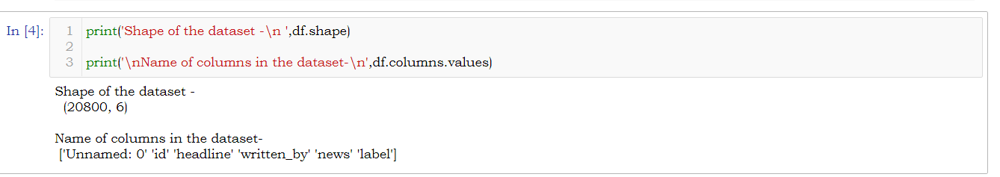 In [4]:
1 print('Shape of the dataset -\n ',df.shape)
2
3 print('\nName of columns in the dataset-\n',df.columns.values)
Shape of the dataset -
(20800, 6)
Name of columns in the dataset-
['Unnamed: 0' 'id' 'headline' 'written_by' 'news' 'label']